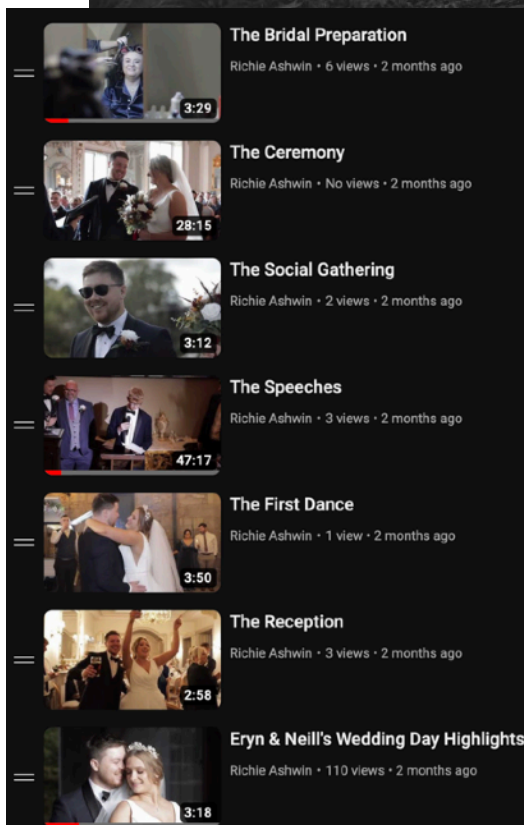 The Bridal Preparation
Richie Ashwin • 6 views • 2 months ago
3:29
The Ceremony
Richie Ashwin • No views • 2 months ago
28:15
The Social Gathering
Richie Ashwin • 2 views • 2 months ago
3:12
The Speeches
Richie Ashwin • 3 views • 2 months ago
47:17
The First Dance
Richie Ashwin • 1 view • 2 months ago
3:50
The Reception
Richie Ashwin • 3 views • 2 months ago
2:58
Eryn & Neill's Wedding Day Highlights
Richie Ashwin • 110 views • 2 months ago
3:18